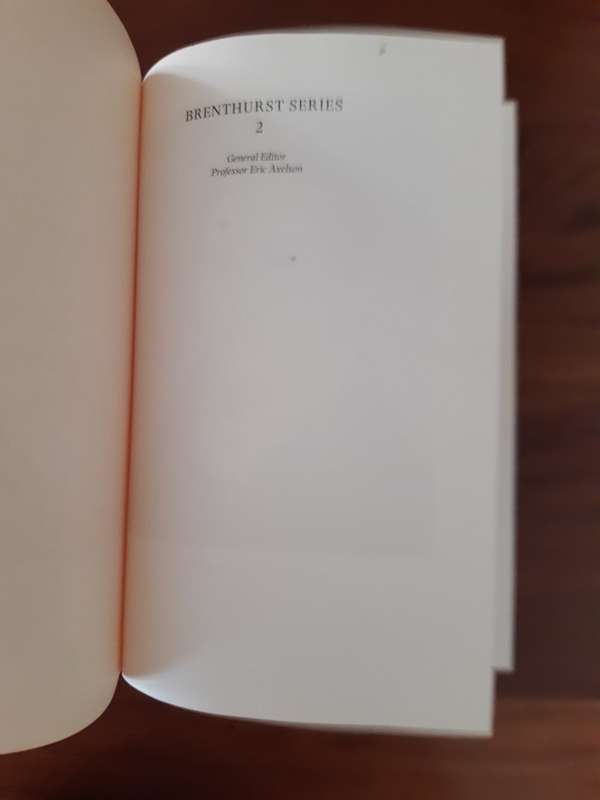 BRENTHURST SERIES
2
General Editor
Professor Eric Axelson